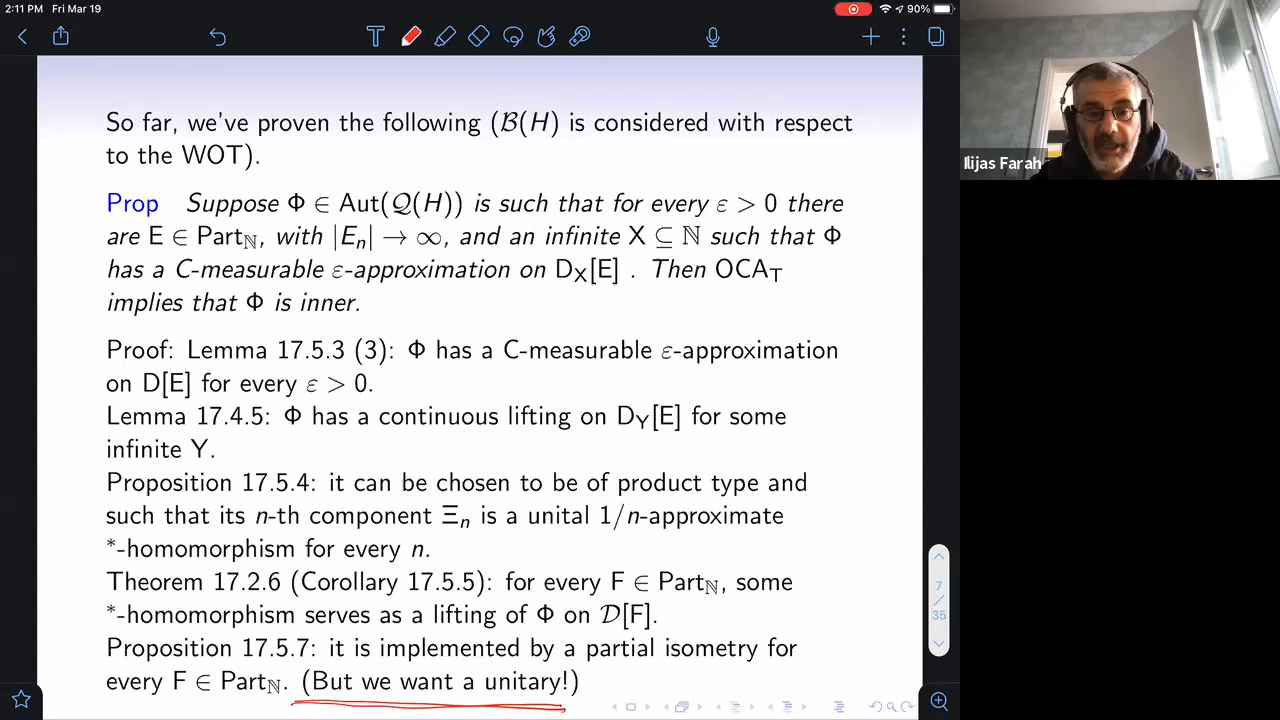 2:11 PM Fri Mar 19
90%
So far, we've proven the following (ℬ(H) is considered with respect
to the WOT).
Prop Suppose Φ ∈ Aut(𝒬(H)) is such that for every ε > 0 there
are E ∈ Part_ℕ, with |E_n| → ∞, and an infinite X ⊆ ℕ such that Φ
has a C-measurable ε-approximation on D_X[E] . Then OCA_T
implies that Φ is inner.
Proof: Lemma 17.5.3 (3): Φ has a C-measurable ε-approximation
on D[E] for every ε > 0.
Lemma 17.4.5: Φ has a continuous lifting on D_Y[E] for some
infinite Y.
Proposition 17.5.4: it can be chosen to be of product type and
such that its n-th component Ξ_n is a unital 1/n-approximate
*-homomorphism for every n.
Theorem 17.2.6 (Corollary 17.5.5): for every F ∈ Part_ℕ, some
*-homomorphism serves as a lifting of Φ on 𝒟[F].
Proposition 17.5.7: it is implemented by a partial isometry for
every F ∈ Part_ℕ. (But we want a unitary!)
7
/
35
Ilijas Farah